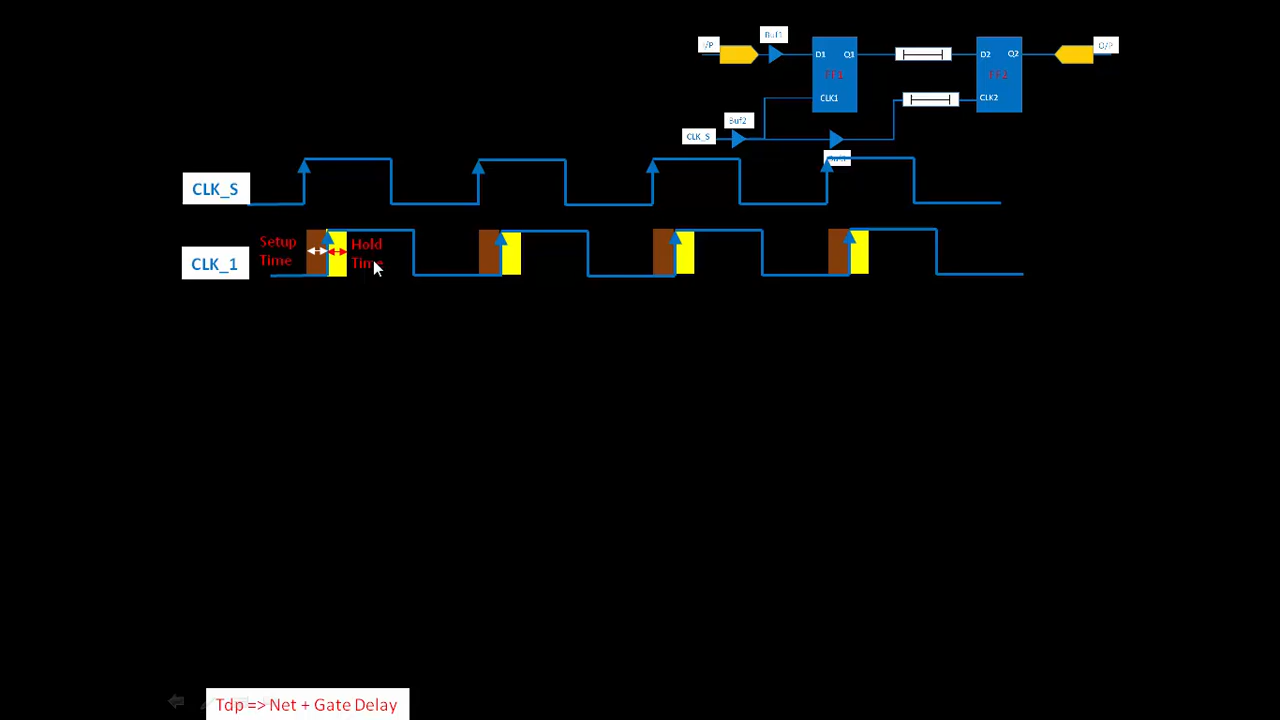 Buf1
I/P
O/P
D1 Q1
D2 Q2
FF1
FF2
CLK1
CLK2
Buf2
CLK_S
CLK_S
Setup
Time
Hold
Time
CLK_1
Tdp => Net + Gate Delay